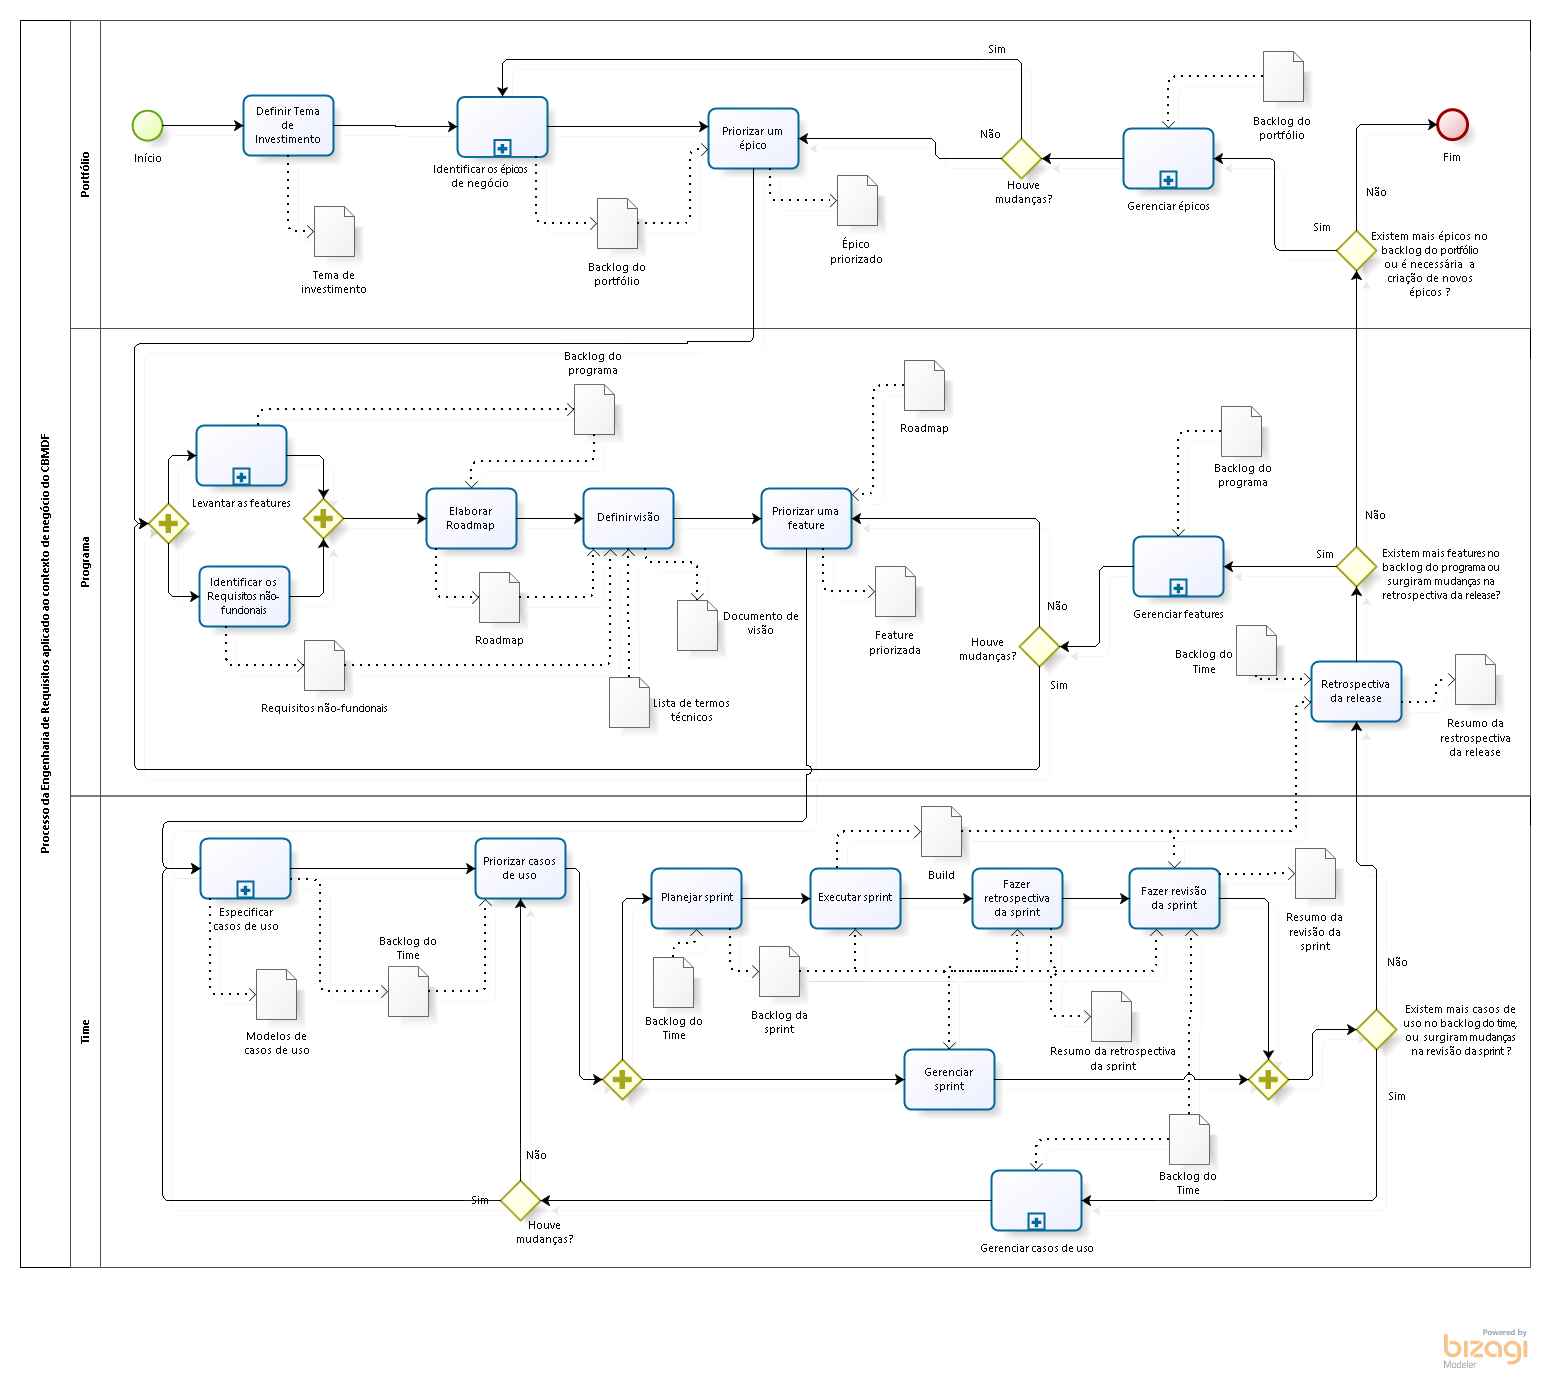 Processo da Engenharia de Requisitos aplicado ao contexto de negócio do CBMDF
Portfólio
Início
Definir Tema
de
Investimento
Tema de
investimento
Identificar os épicos
de negócio
Backlog do
portfólio
Priorizar um
épico
Épico
priorizado
Sim
Não
Houve
mudanças?
Gerenciar épicos
Backlog do
portfólio
Sim
Não
Fim
Existem mais épicos no
backlog do portfólio
ou é necessária a
criação de novos
épicos ?
Programa
Levantar as features
Identificar os
Requisitos não-
funcionais
Requisitos não-funcionais
Backlog do
programa
Elaborar
Roadmap
Roadmap
Definir visão
Documento de
visão
Lista de termos
técnicos
Priorizar uma
feature
Roadmap
Feature
priorizada
Houve
mudanças?
Não
Sim
Gerenciar features
Backlog do
programa
Sim
Não
Existem mais features no
backlog do programa ou
surgiram mudanças na
retrospectiva da release?
Backlog do
Time
Retrospectiva
da release
Resumo da
restrospectiva
da release
Time
Especificar
casos de uso
Modelos de
casos de uso
Backlog do
Time
Priorizar casos
de uso
Planejar sprint
Backlog do
Time
Executar sprint
Backlog da
sprint
Build
Fazer
retrospectiva
da sprint
Resumo da retrospectiva
da sprint
Fazer revisão
da sprint
Resumo da
revisão da
sprint
Gerenciar
sprint
Não
Existem mais casos de
uso no backlog do time,
ou surgiram mudanças
na revisão da sprint ?
Sim
Backlog do
Time
Gerenciar casos de uso
Não
Sim
Houve
mudanças?
Powered by
bizagi
Modeler